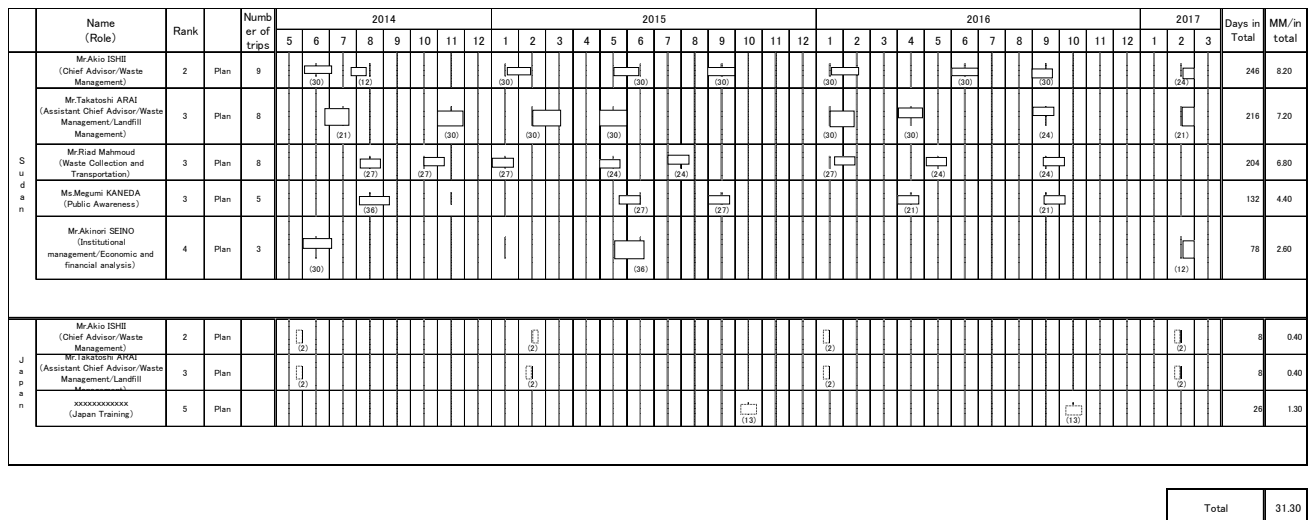 Name
(Role)
Rank
Numb
er of
trips
2014
2015
2016
2017
Days in
Total
MM/in
total
5 6 7 8 9 10 11 12 1 2 3 4 5 6 7 8 9 10 11 12 1 2 3 4 5 6 7 8 9 10 11 12 1 2 3
Sudan
Mr.Akio ISHII
(Chief Advisor/Waste
Management)
2 Plan 9 246 8.20
(30) (12) (30) (30) (30) (30) (30) (30) (24)
Mr.Takatoshi ARAI
(Assistant Chief Advisor/Waste
Management/Landfill
Management)
3 Plan 8 216 7.20
(21) (30) (30) (30) (30) (30) (24) (21)
Mr.Riad Mahmoud
(Waste Collection and
Transportation)
3 Plan 8 204 6.80
(27) (27) (27) (24) (24) (27) (24) (24)
Ms.Megumi KANEDA
(Public Awareness)
3 Plan 5 132 4.40
(36) (27) (27) (21) (21)
Mr.Akinori SEINO
(Institutional
management/Economic and
financial analysis)
4 Plan 3 78 2.60
(30) (36) (12)
Japan
Mr.Akio ISHII
(Chief Advisor/Waste
Management)
2 Plan 8 0.40
(2) (2) (2) (2)
Mr.Takatoshi ARAI
(Assistant Chief Advisor/Waste
Management/Landfill
Management)
3 Plan 8 0.40
(2) (2) (2) (2)
xxxxxxxxxxxx
(Japan Training)
5 Plan 26 1.30
(13) (13)
Total 31.30